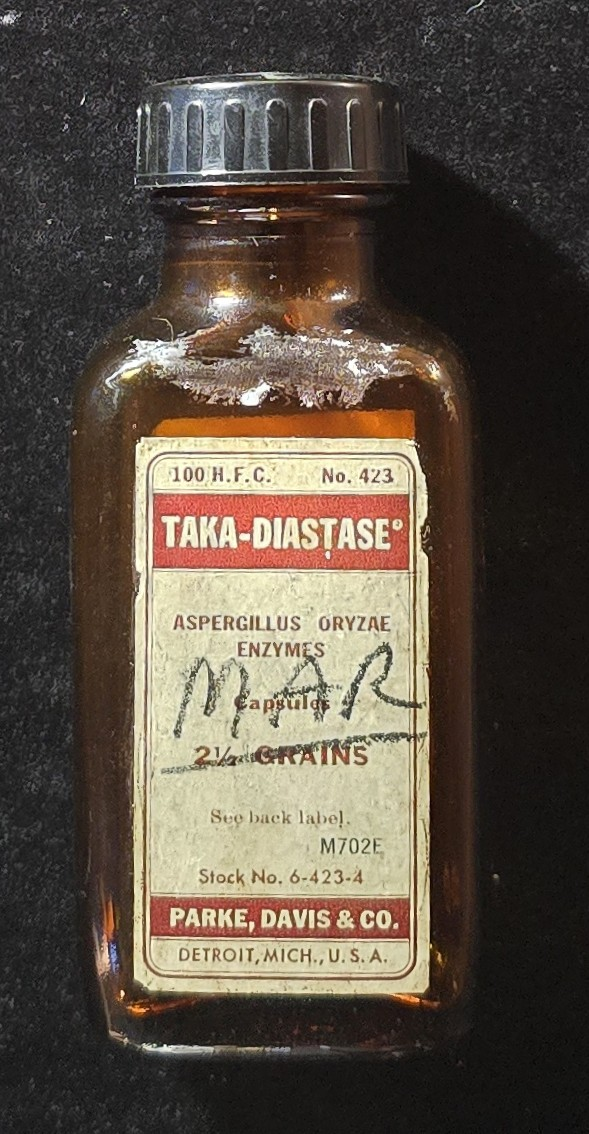 100 H.F.C. No. 423
TAKA-DIASTASE®
ASPERGILLUS ORYZAE
ENZYMES
MAR
Capsules
2½ GRAINS
See back label.
M702E
Stock No. 6-423-4
PARKE, DAVIS & CO.
DETROIT, MICH., U.S.A.